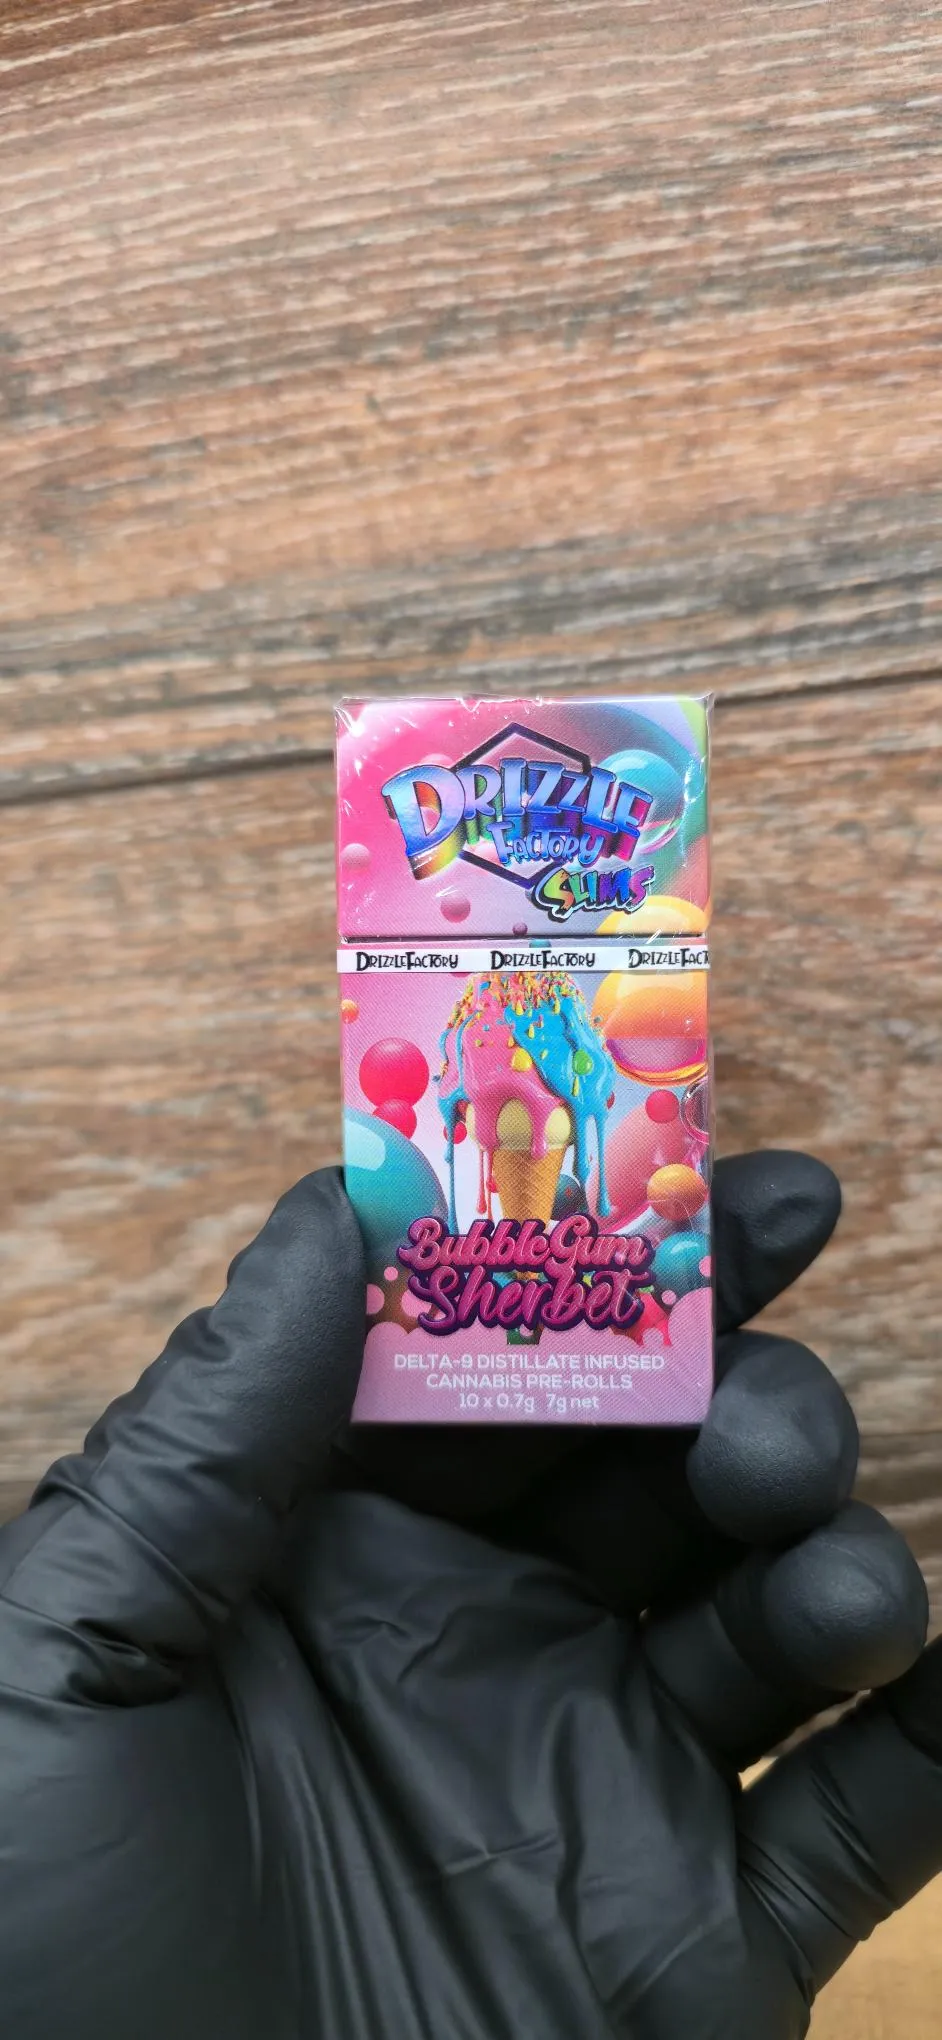 DRIZZLE
FACTORY
SLIMS
DRIZZLEFACTORY DRIZZLEFACTORY DRIZZLEFACTO
BubbleGum
Sherbet
DELTA-9 DISTILLATE INFUSED
CANNABIS PRE-ROLLS
10 x 0.7g 7g net